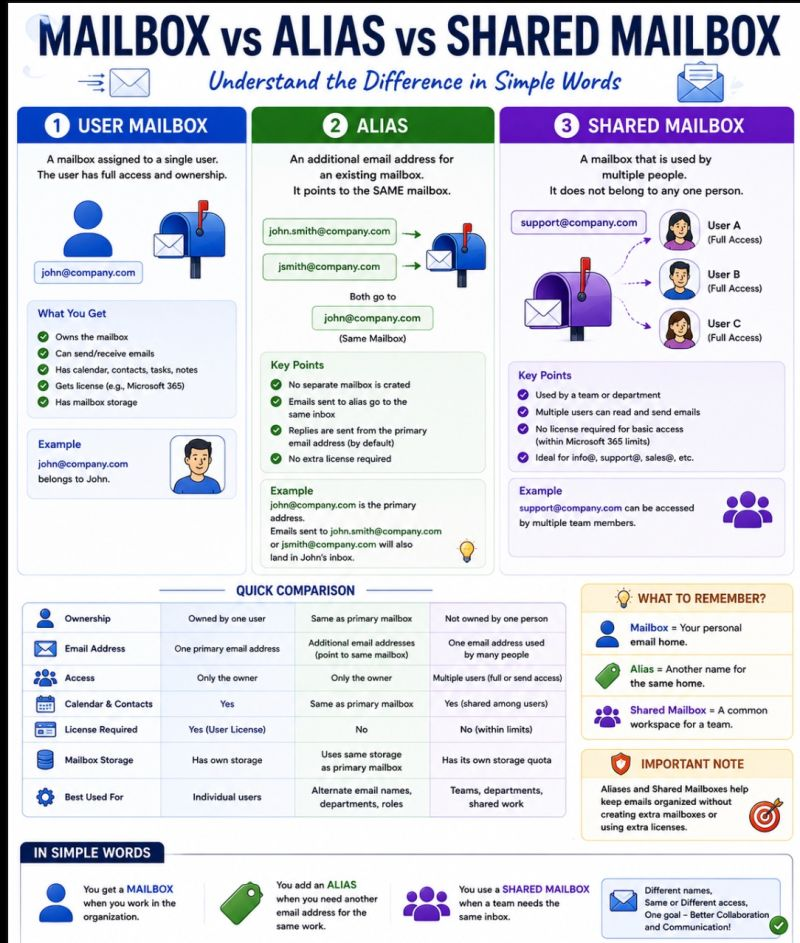 MAILBOX vs ALIAS vs SHARED MAILBOX
Understand the Difference in Simple Words
1 USER MAILBOX
A mailbox assigned to a single user.
The user has full access and ownership.
john@company.com
What You Get
Owns the mailbox
Can send/receive emails
Has calendar, contacts, tasks, notes
Gets license (e.g., Microsoft 365)
Has mailbox storage
Example
john@company.com
belongs to John.
2 ALIAS
An additional email address for
an existing mailbox.
It points to the SAME mailbox.
john.smith@company.com
jsmith@company.com
Both go to
john@company.com
(Same Mailbox)
Key Points
No separate mailbox is crated
Emails sent to alias go to the
same inbox
Replies are sent from the primary
email address (by default)
No extra license required
Example
john@company.com is the primary
address.
Emails sent to john.smith@company.com
or jsmith@company.com will also
land in John's inbox.
3 SHARED MAILBOX
A mailbox that is used by
multiple people.
It does not belong to any one person.
support@company.com
User A
(Full Access)
User B
(Full Access)
User C
(Full Access)
Key Points
Used by a team or department
Multiple users can read and send emails
No license required for basic access
(within Microsoft 365 limits)
Ideal for info@, support@, sales@, etc.
Example
support@company.com can be accessed
by multiple team members.
QUICK COMPARISON
Ownership
Owned by one user
Same as primary mailbox
Not owned by one person
Email Address
One primary email address
Additional email addresses
(point to same mailbox)
One email address used
by many people
Access
Only the owner
Only the owner
Multiple users (full or send access)
Calendar & Contacts
Yes
Same as primary mailbox
Yes (shared among users)
License Required
Yes (User License)
No
No (within limits)
Mailbox Storage
Has own storage
Uses same storage
as primary mailbox
Has its own storage quota
Best Used For
Individual users
Alternate email names,
departments, roles
Teams, departments,
shared work
WHAT TO REMEMBER?
Mailbox = Your personal
email home.
Alias = Another name for
the same home.
Shared Mailbox = A common
workspace for a team.
IMPORTANT NOTE
Aliases and Shared Mailboxes help
keep emails organized without
creating extra mailboxes or
using extra licenses.
IN SIMPLE WORDS
You get a MAILBOX
when you work in the
organization.
You add an ALIAS
when you need another
email address for the
same work.
You use a SHARED MAILBOX
when a team needs the
same inbox.
Different names,
Same or Different access,
One goal – Better Collaboration
and Communication!